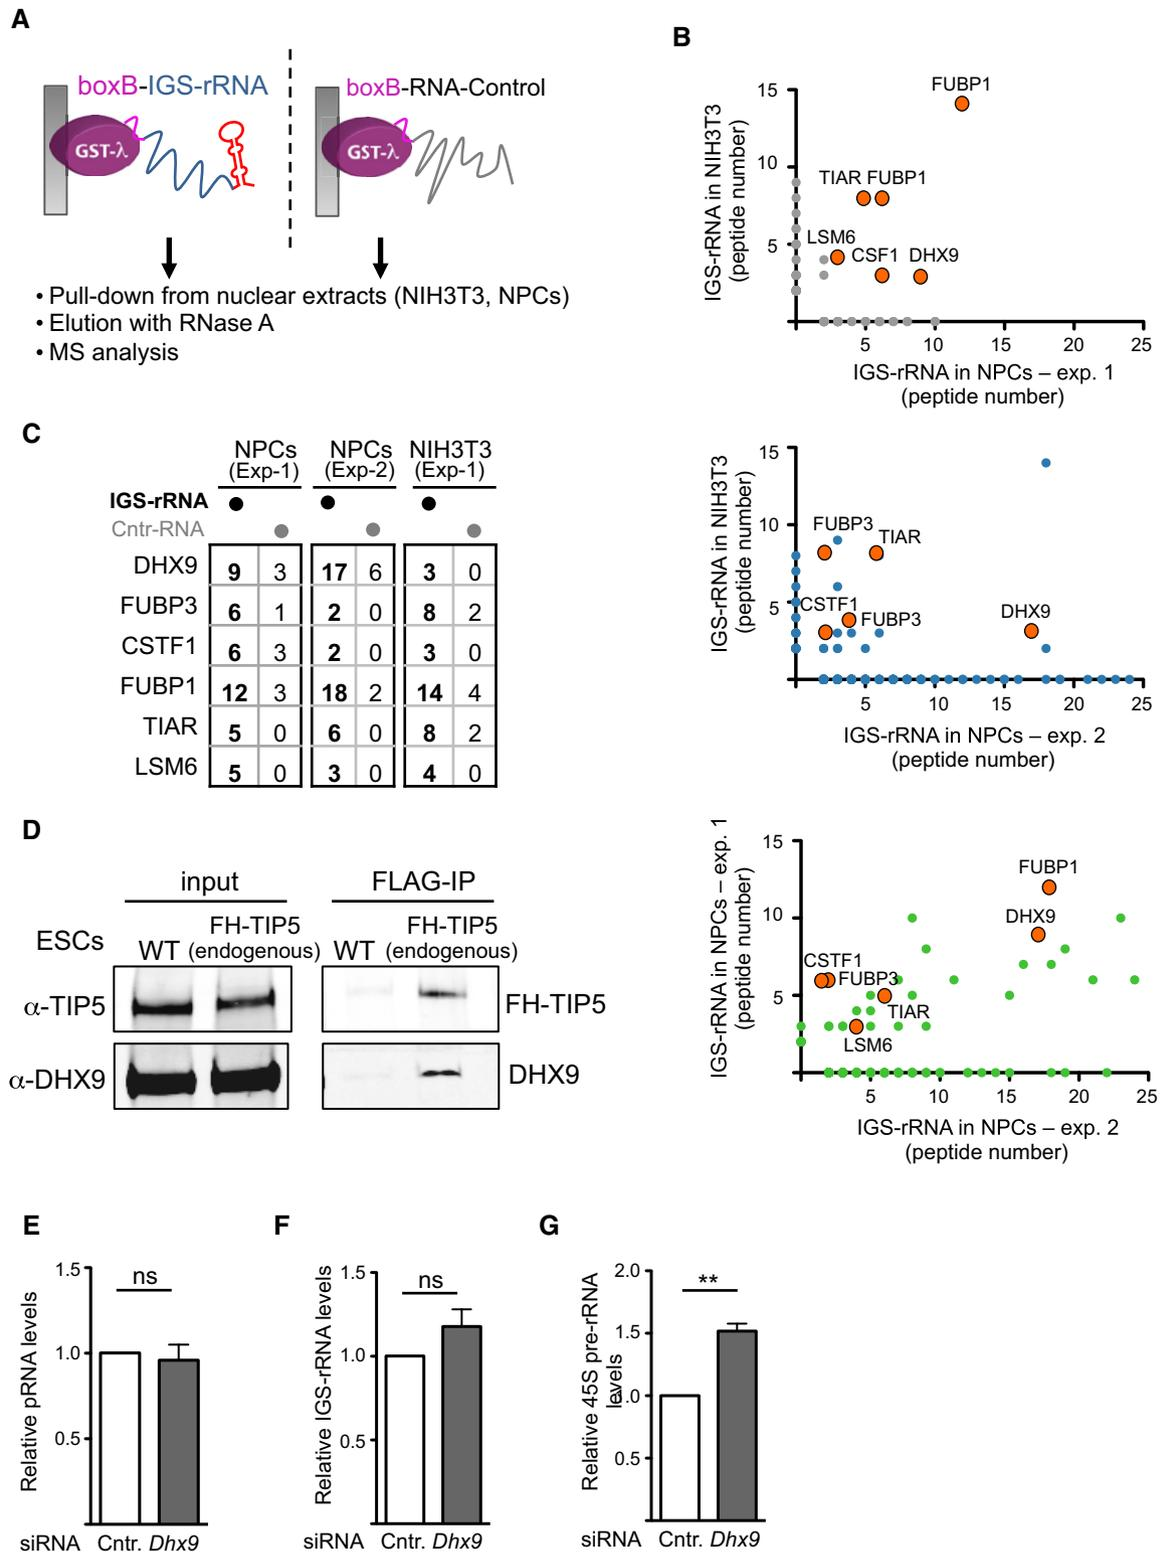 A
boxB-IGS-rRNA
boxB-RNA-Control
GST-λ
GST-λ
• Pull-down from nuclear extracts (NIH3T3, NPCs)
• Elution with RNase A
• MS analysis
B
IGS-rRNA in NIH3T3
(peptide number)
15
10
5
FUBP1
TIAR FUBP1
LSM6
CSF1 DHX9
5 10 15 20 25
IGS-rRNA in NPCs – exp. 1
(peptide number)
IGS-rRNA in NIH3T3
(peptide number)
15
10
5
FUBP3
TIAR
CSTF1
FUBP3
DHX9
5 10 15 20 25
IGS-rRNA in NPCs – exp. 2
(peptide number)
IGS-rRNA in NPCs – exp. 1
(peptide number)
15
10
5
FUBP1
DHX9
CSTF1
FUBP3
TIAR
LSM6
5 10 15 20 25
IGS-rRNA in NPCs – exp. 2
(peptide number)
C
NPCs NPCs NIH3T3
(Exp-1) (Exp-2) (Exp-1)
IGS-rRNA
Cntr-RNA
DHX9 9 3 17 6 3 0
FUBP3 6 1 2 0 8 2
CSTF1 6 3 2 0 3 0
FUBP1 12 3 18 2 14 4
TIAR 5 0 6 0 8 2
LSM6 5 0 3 0 4 0
D
input FLAG-IP
ESCs
WT FH-TIP5 (endogenous) WT FH-TIP5 (endogenous)
α-TIP5 FH-TIP5
α-DHX9 DHX9
E
Relative pRNA levels
1.5
1.0
0.5
ns
siRNA Cntr. Dhx9
F
Relative IGS-rRNA levels
1.5
1.0
0.5
ns
siRNA Cntr. Dhx9
G
Relative 45S pre-rRNA
levels
2.0
1.5
1.0
0.5
**
siRNA Cntr. Dhx9